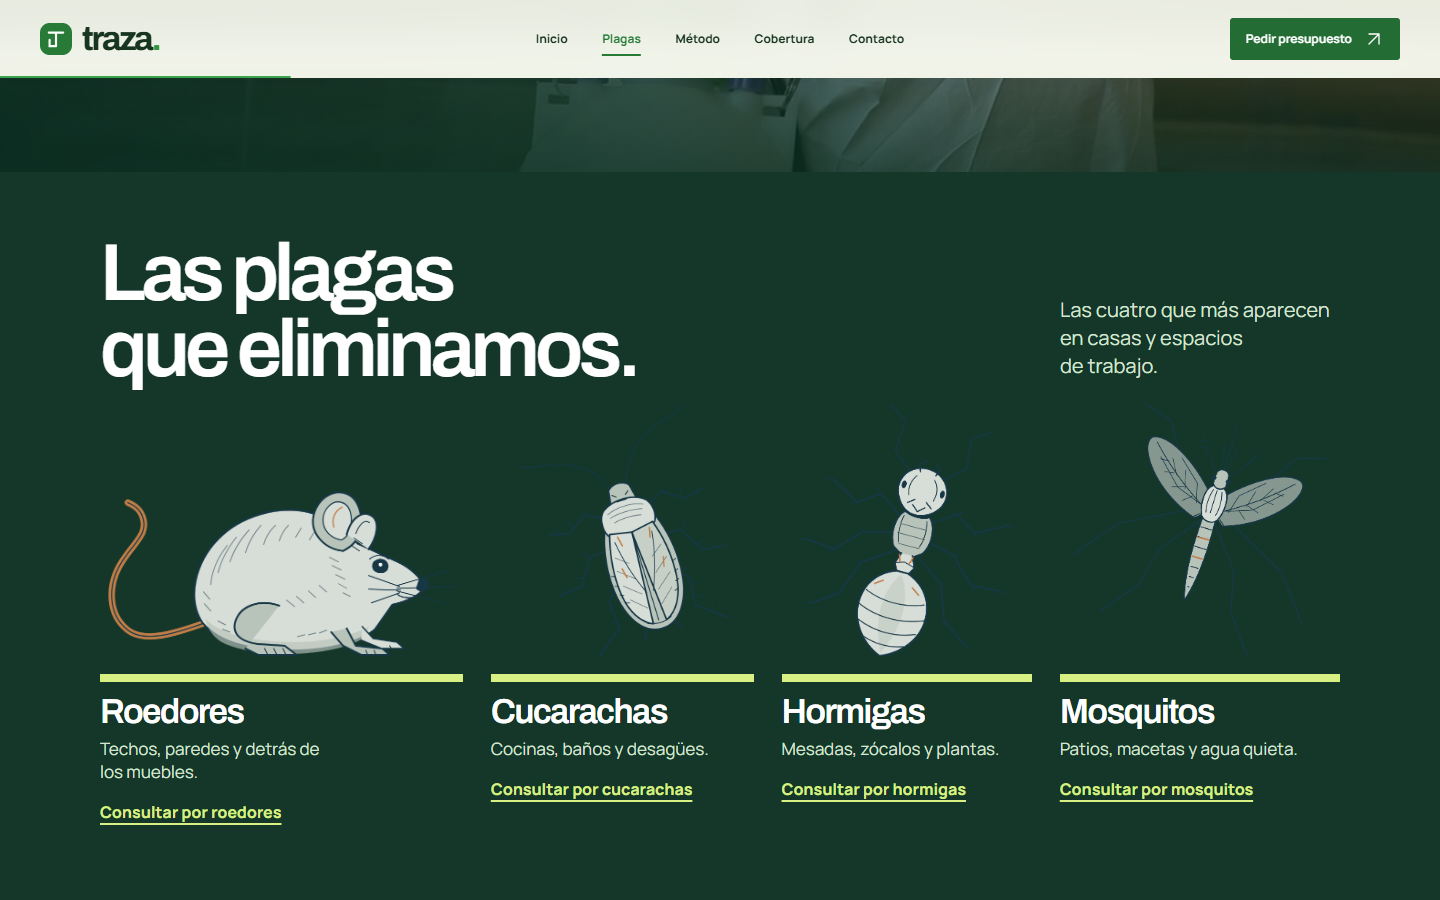 traza.
Inicio
Plagas
Método
Cobertura
Contacto
Pedir presupuesto
Las plagas
que eliminamos.
Las cuatro que más aparecen
en casas y espacios
de trabajo.
Roedores
Techos, paredes y detrás de
los muebles.
Consultar por roedores
Cucarachas
Cocinas, baños y desagües.
Consultar por cucarachas
Hormigas
Mesadas, zócalos y plantas.
Consultar por hormigas
Mosquitos
Patios, macetas y agua quieta.
Consultar por mosquitos